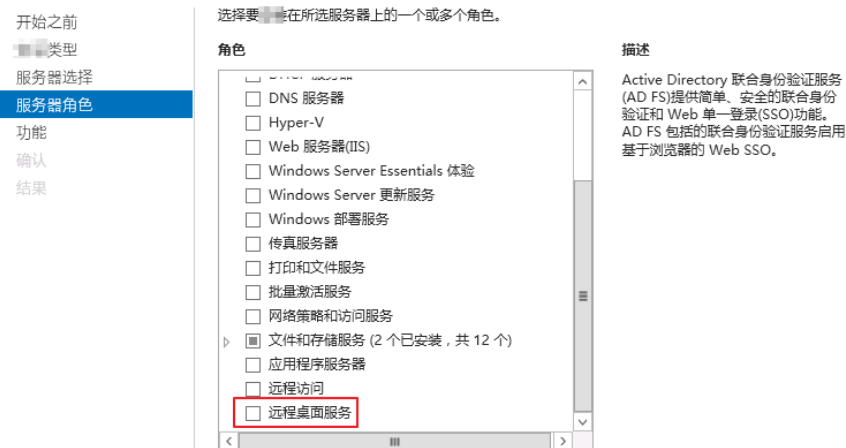 开始之前
类型
服务器选择
服务器角色
功能
确认
结果
选择要在所选服务器上的一个或多个角色。
角色
DNS 服务器
Hyper-V
Web 服务器(IIS)
Windows Server Essentials 体验
Windows Server 更新服务
Windows 部署服务
传真服务器
打印和文件服务
批量激活服务
网络策略和访问服务
文件和存储服务 (2 个已安装，共 12 个)
应用程序服务器
远程访问
远程桌面服务
描述
Active Directory 联合身份验证服务
(AD FS)提供简单、安全的联合身份
验证和 Web 单一登录(SSO)功能。
AD FS 包括的联合身份验证服务启用
基于浏览器的 Web SSO。